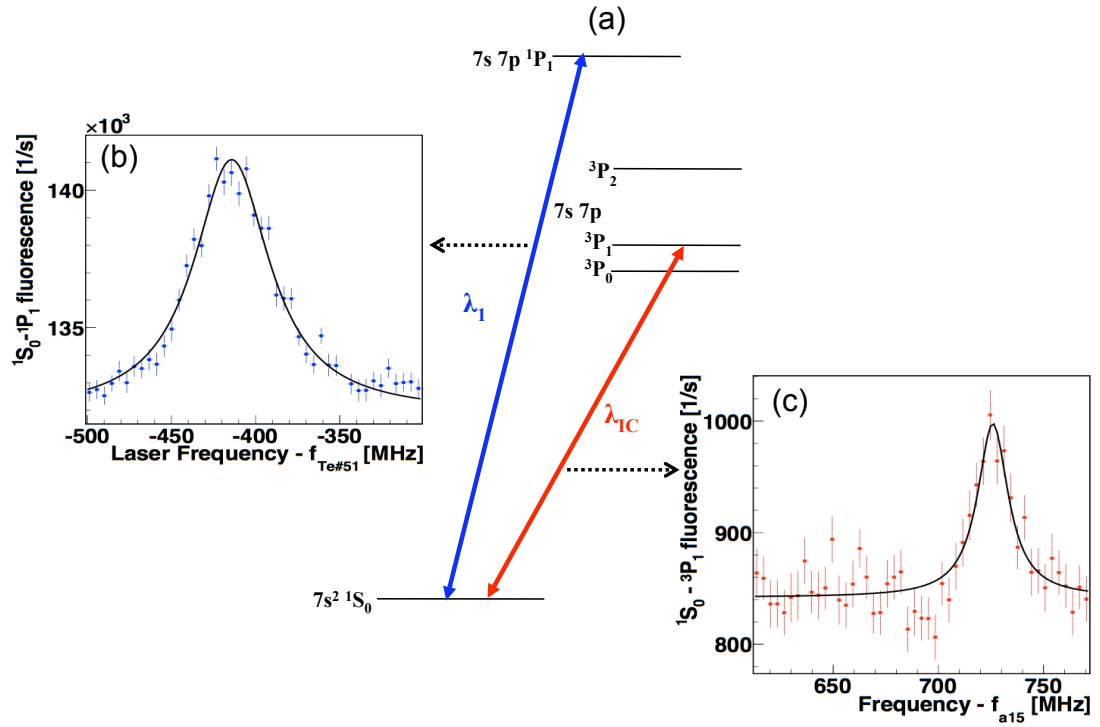 (a)
7s 7p ¹P₁
³P₂
7s 7p
³P₁
³P₀
λ₁
λ_IC
7s² ¹S₀
(b)
×10³
140
135
-500 -450 -400 -350
¹S₀-¹P₁ fluorescence [1/s]
Laser Frequency - f_Te#51 [MHz]
(c)
1000
900
800
650 700 750
¹S₀ - ³P₁ fluorescence [1/s]
Frequency - f_a15 [MHz]